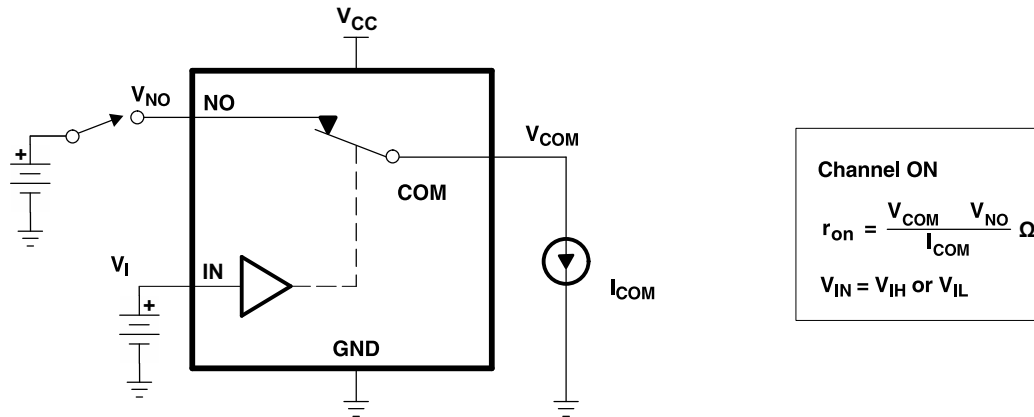 VCC
VNO NO
+
VCOM
COM
VI IN
+
ICOM
GND
Channel ON
ron = VCOM VNO / ICOM Ω
VIN = VIH or VIL